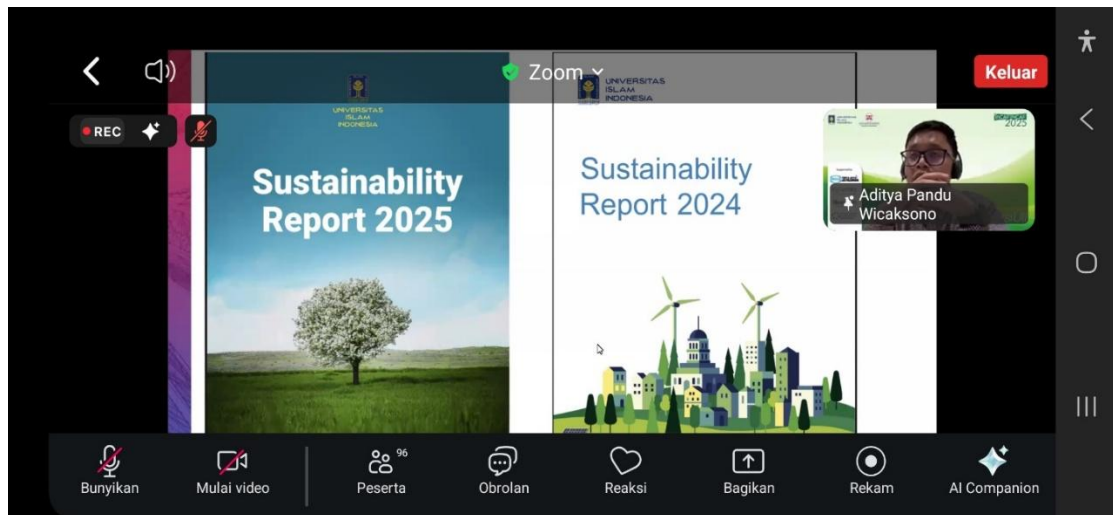 Zoom
Keluar
REC
UNIVERSITAS
ISLAM
INDONESIA
Sustainability
Report 2025
UNIVERSITAS
ISLAM
INDONESIA
Sustainability
Report 2024
2025
Aditya Pandu
Wicaksono
Bunyikan
Mulai video
96
Peserta
Obrolan
Reaksi
Bagikan
Rekam
AI Companion